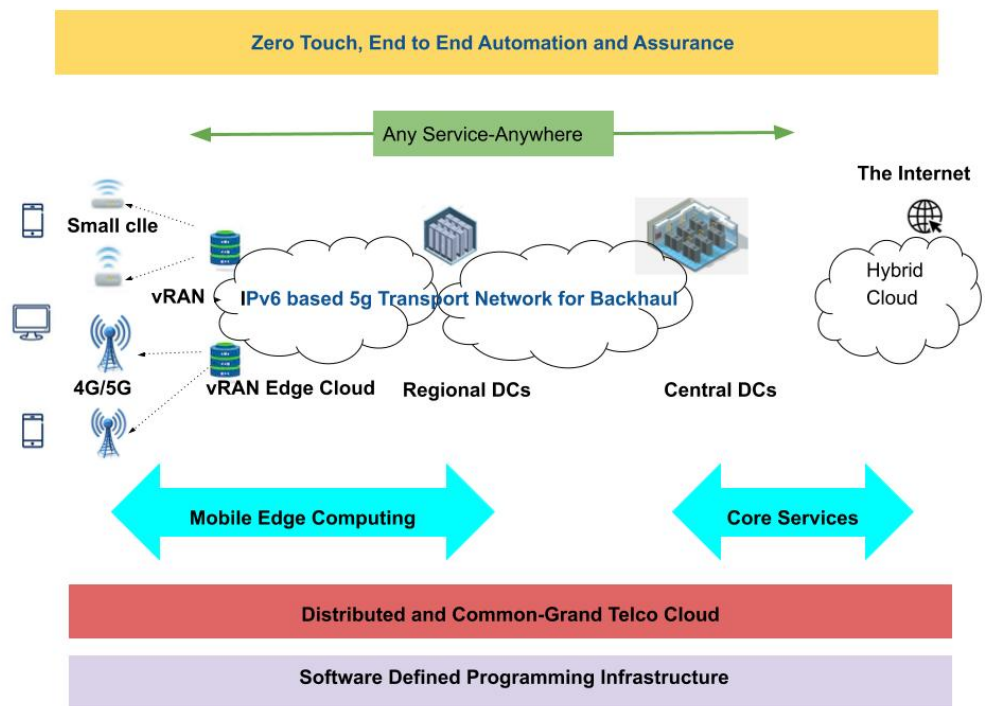 Zero Touch, End to End Automation and Assurance
Any Service-Anywhere
The Internet
Small clle
Hybrid
Cloud
vRAN
IPv6 based 5g Transport Network for Backhaul
4G/5G
vRAN Edge Cloud
Regional DCs
Central DCs
Mobile Edge Computing
Core Services
Distributed and Common-Grand Telco Cloud
Software Defined Programming Infrastructure